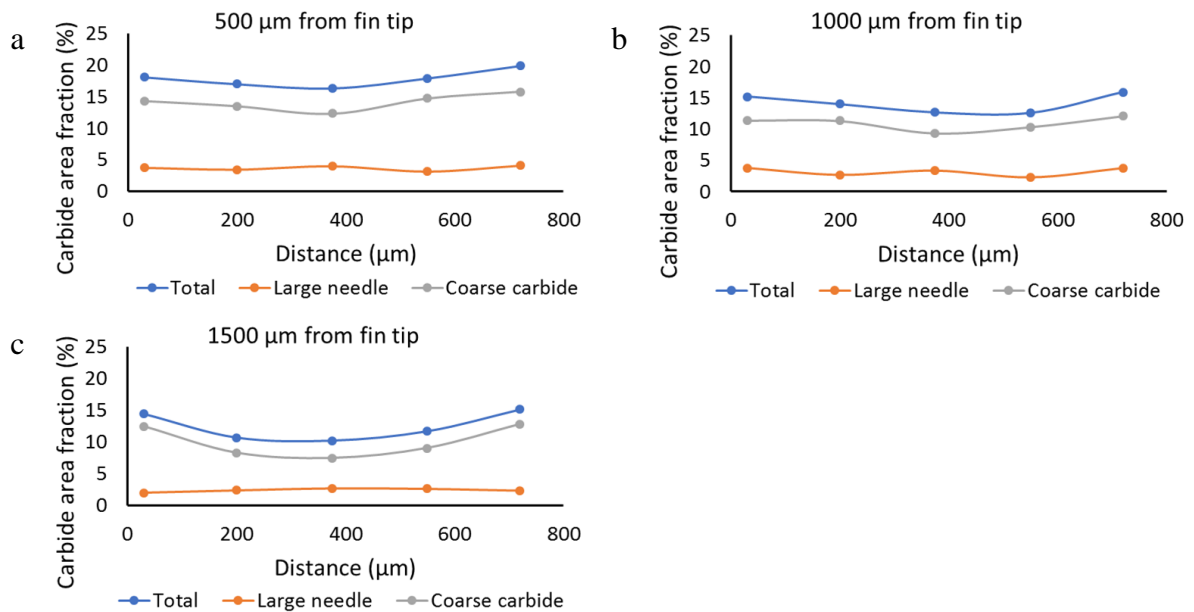 a
500 µm from fin tip
Carbide area fraction (%)
25
20
15
10
5
0
0 200 400 600 800
Distance (µm)
Total Large needle Coarse carbide
b
1000 µm from fin tip
Carbide area fraction (%)
25
20
15
10
5
0
0 200 400 600 800
Distance (µm)
Total Large needle Coarse carbide
c
1500 µm from fin tip
Carbide area fraction (%)
25
20
15
10
5
0
0 200 400 600 800
Distance (µm)
Total Large needle Coarse carbide